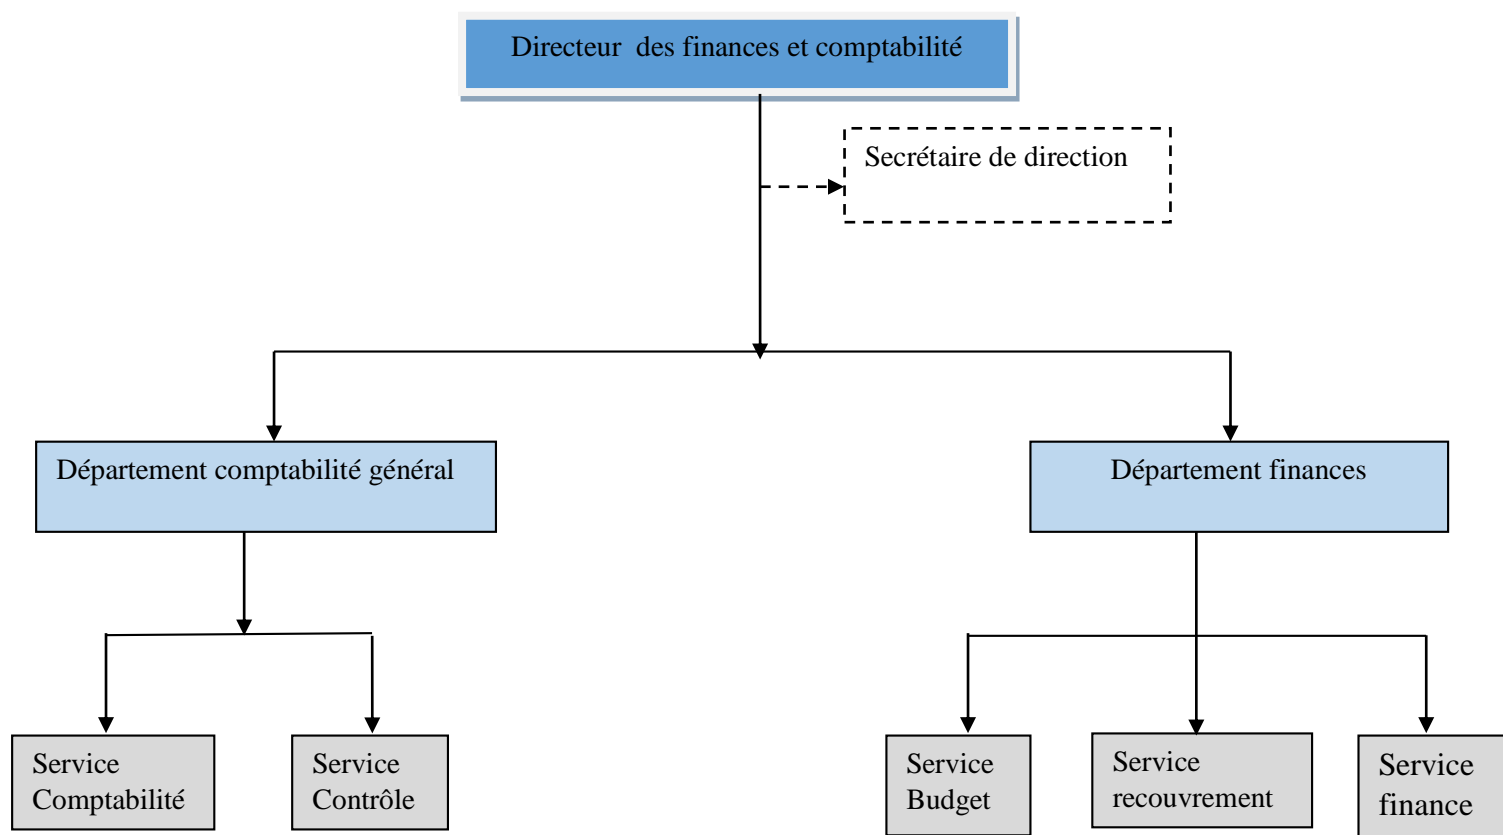 Directeur  des finances et comptabilité
Secrétaire de direction
Département comptabilité général
Département finances
Service
Comptabilité
Service
Contrôle
Service
Budget
Service
recouvrement
Service
finance